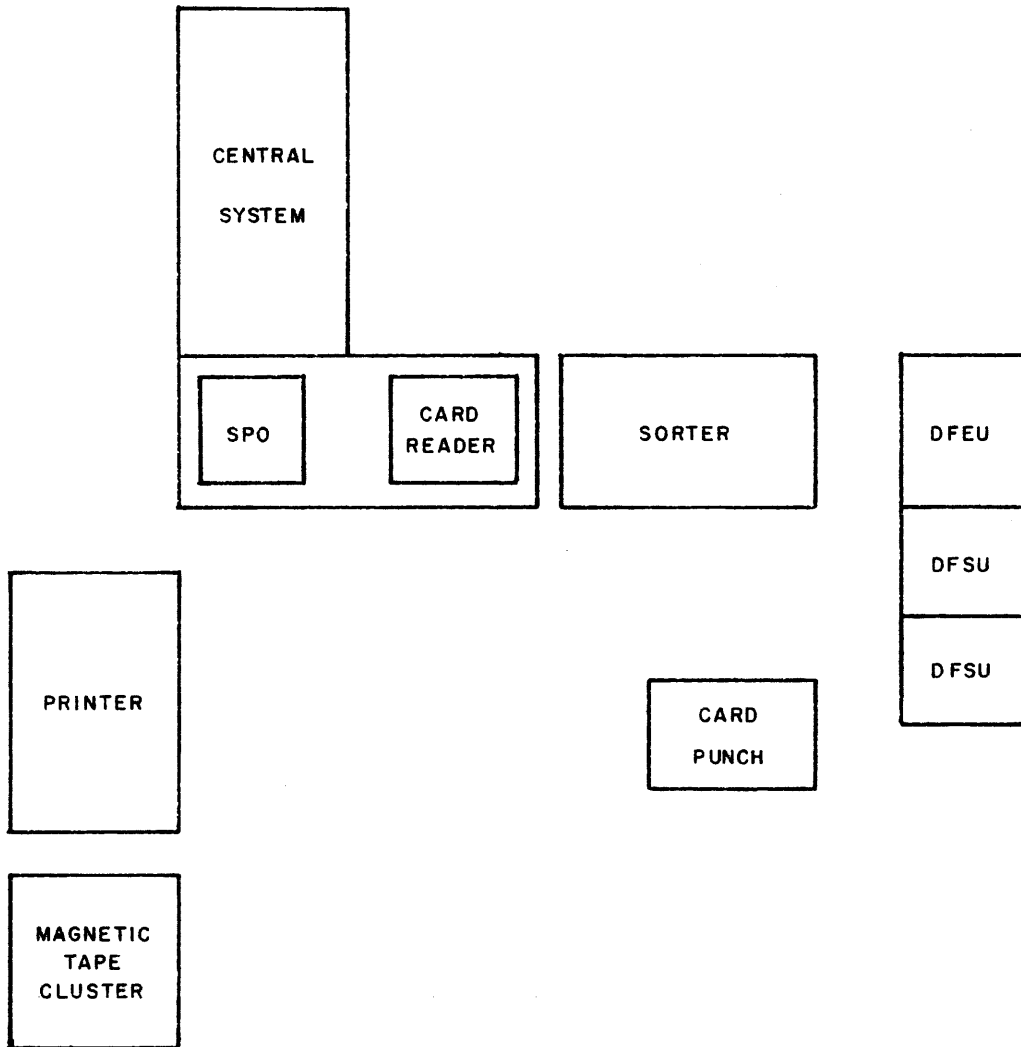 CENTRAL
SYSTEM
SPO
CARD
READER
SORTER
DFEU
DFSU
DFSU
PRINTER
CARD
PUNCH
MAGNETIC
TAPE
CLUSTER